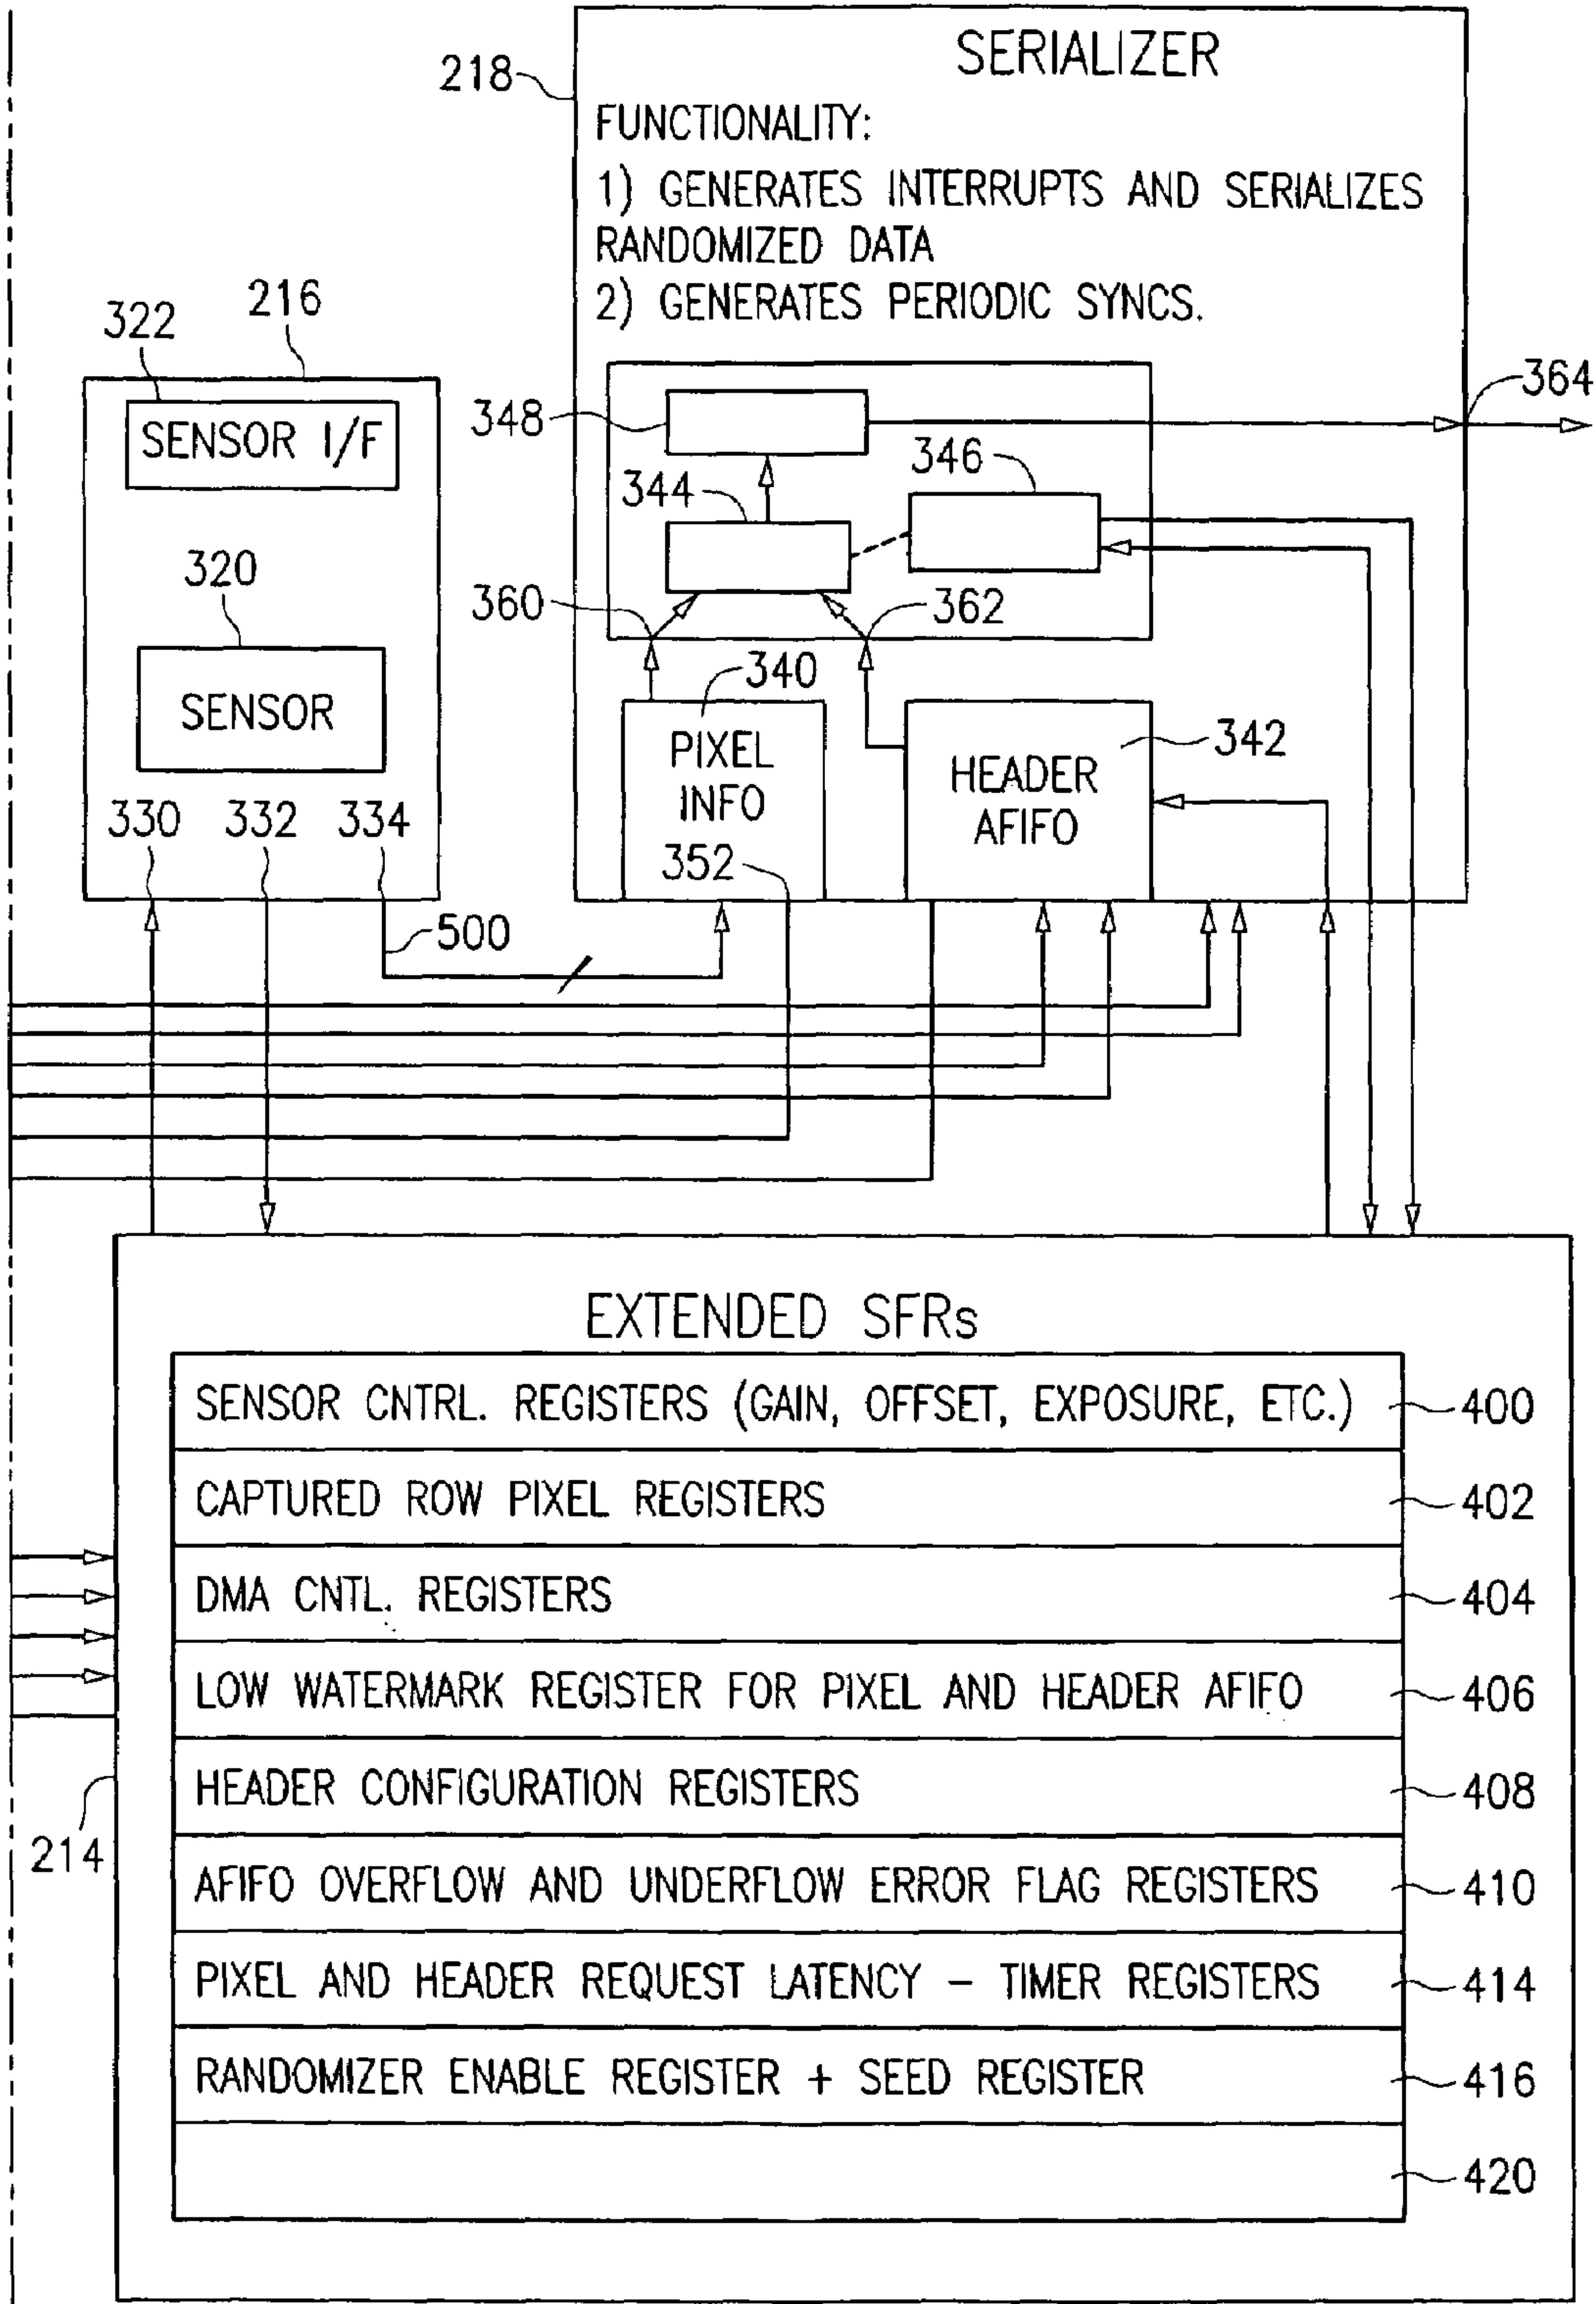 SERIALIZER
218
FUNCTIONALITY:
1) GENERATES INTERRUPTS AND SERIALIZES
RANDOMIZED DATA
2) GENERATES PERIODIC SYNCS.
216
322
SENSOR I/F
364
348
346
344
320
360
362
SENSOR
340
PIXEL
INFO
342
HEADER
AFIFO
330
332
334
352
500
EXTENDED SFRs
SENSOR CNTRL. REGISTERS (GAIN, OFFSET, EXPOSURE, ETC.)
400
CAPTURED ROW PIXEL REGISTERS
402
DMA CNTL. REGISTERS
404
LOW WATERMARK REGISTER FOR PIXEL AND HEADER AFIFO
406
HEADER CONFIGURATION REGISTERS
408
214
AFIFO OVERFLOW AND UNDERFLOW ERROR FLAG REGISTERS
410
PIXEL AND HEADER REQUEST LATENCY – TIMER REGISTERS
414
RANDOMIZER ENABLE REGISTER + SEED REGISTER
416
420